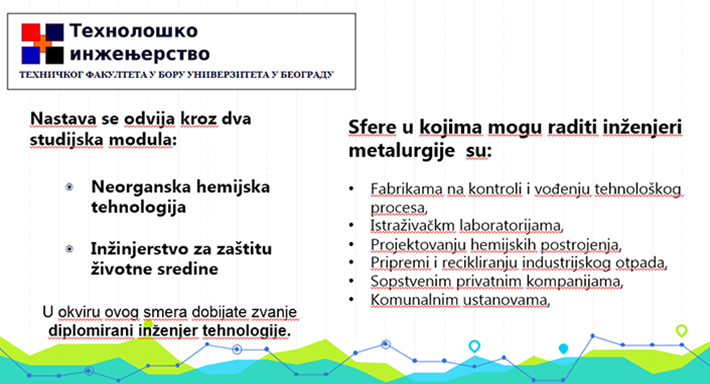 Технолошко
инжењерство
ТЕХНИЧКОГ ФАКУЛТЕТА У БОРУ УНИВЕРЗИТЕТА У БЕОГРАДУ
Nastava se odvija kroz dva
studijska modula:
Neorganska hemijska
tehnologija
Inžinjerstvo za zaštitu
životne sredine
U okviru ovog smera dobijate zvanje
diplomirani inženjer tehnologije.
Sfere u kojima mogu raditi inženjeri
metalurgije su:
• Fabrikama na kontroli i vođenju tehnološkog
procesa,
• Istraživačkm laboratorijama,
• Projektovanju hemijskih postrojenja,
• Pripremi i recikliranju industrijskog otpada,
• Sopstvenim privatnim kompanijama,
• Komunalnim ustanovama,